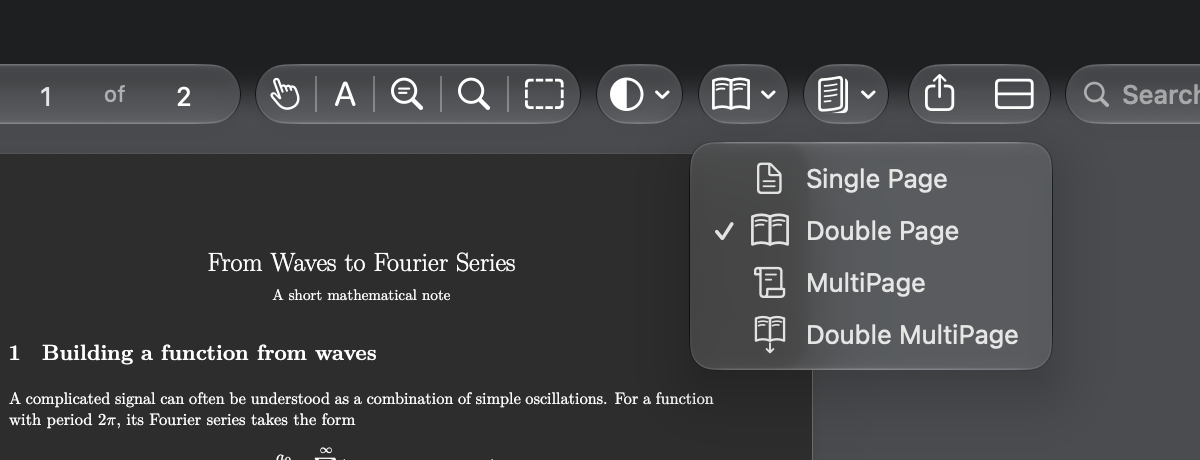 1 of 2
A
Search
Single Page
Double Page
MultiPage
Double MultiPage
From Waves to Fourier Series
A short mathematical note
1 Building a function from waves
A complicated signal can often be understood as a combination of simple oscillations. For a function
with period 2π, its Fourier series takes the form
∞